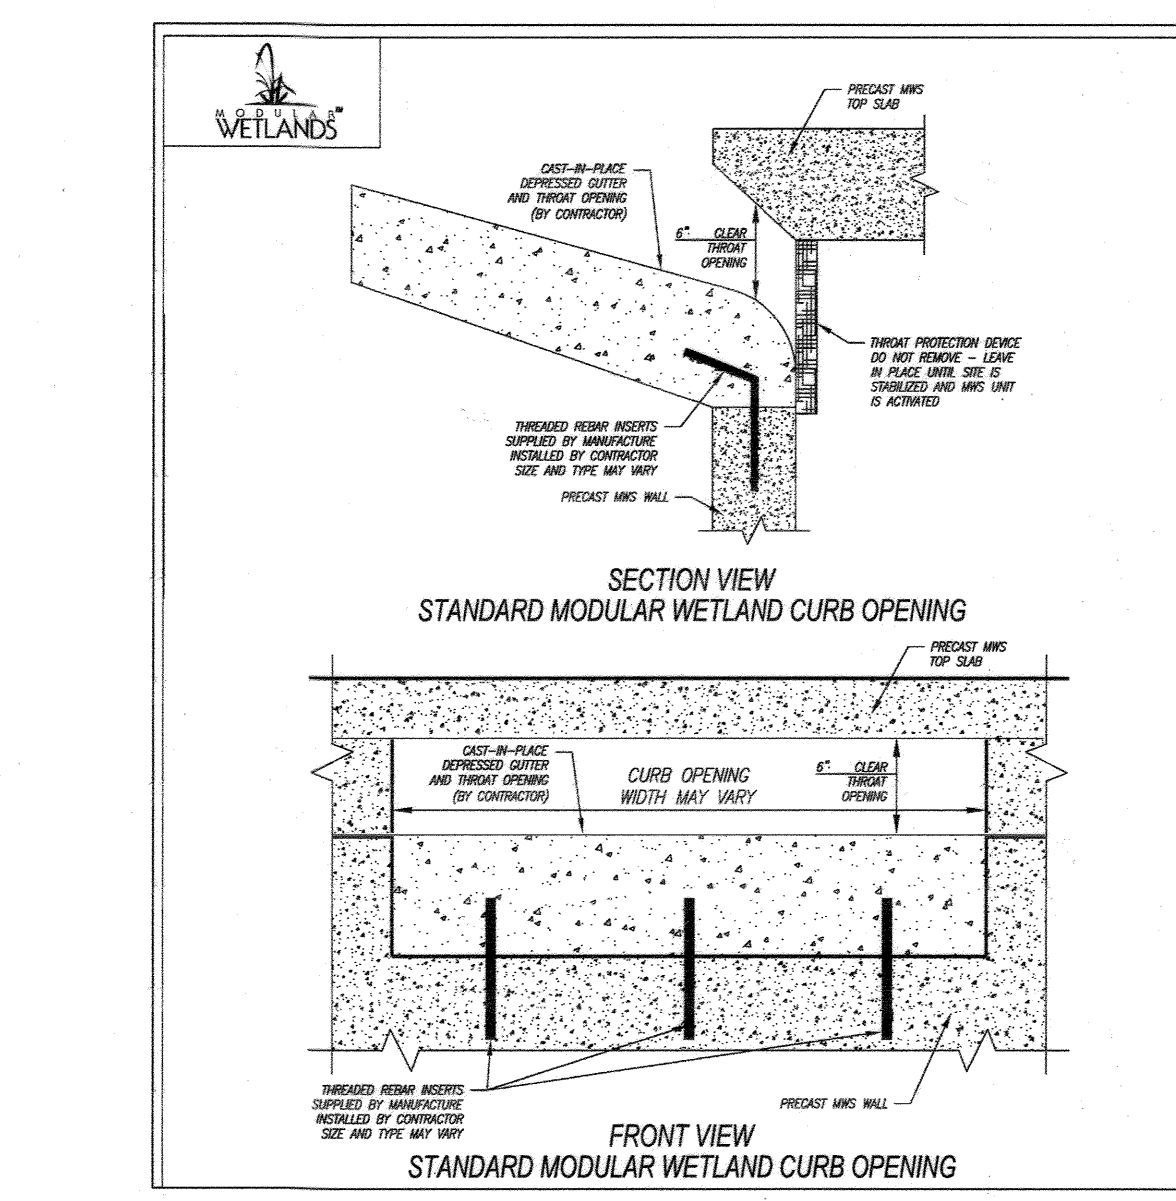 MODULAR™
WETLANDS
PRECAST MWS
TOP SLAB
CAST-IN-PLACE
DEPRESSED GUTTER
AND THROAT OPENING
(BY CONTRACTOR)
6" CLEAR
THROAT
OPENING
THROAT PROTECTION DEVICE
DO NOT REMOVE - LEAVE
IN PLACE UNTIL SITE IS
STABILIZED AND MWS UNIT
IS ACTIVATED
THREADED REBAR INSERTS
SUPPLIED BY MANUFACTURE
INSTALLED BY CONTRACTOR
SIZE AND TYPE MAY VARY
PRECAST MWS WALL
SECTION VIEW
STANDARD MODULAR WETLAND CURB OPENING
PRECAST MWS
TOP SLAB
CAST-IN-PLACE
DEPRESSED GUTTER
AND THROAT OPENING
(BY CONTRACTOR)
CURB OPENING
WIDTH MAY VARY
6" CLEAR
THROAT
OPENING
THREADED REBAR INSERTS
SUPPLIED BY MANUFACTURE
INSTALLED BY CONTRACTOR
SIZE AND TYPE MAY VARY
PRECAST MWS WALL
FRONT VIEW
STANDARD MODULAR WETLAND CURB OPENING